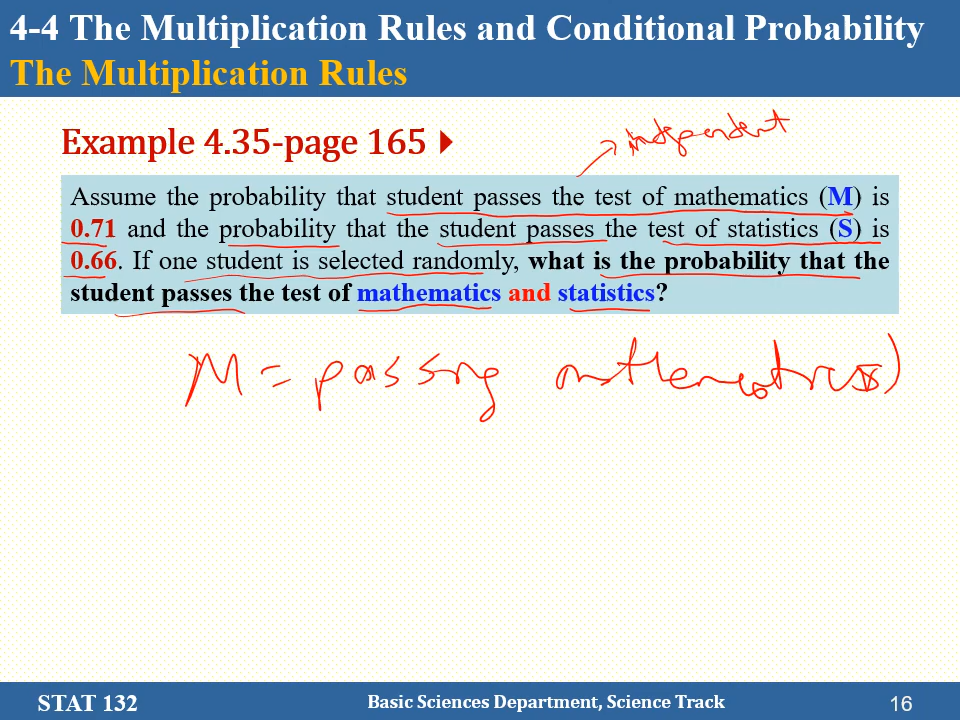 4-4 The Multiplication Rules and Conditional Probability
The Multiplication Rules
Example 4.35-page 165
independent
Assume the probability that student passes the test of mathematics (M) is
0.71 and the probability that the student passes the test of statistics (S) is
0.66. If one student is selected randomly, what is the probability that the
student passes the test of mathematics and statistics?
M = passing mathematics)
STAT 132
Basic Sciences Department, Science Track
16